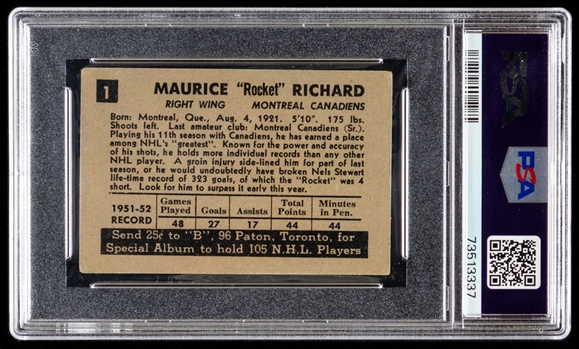 1
MAURICE "Rocket" RICHARD
RIGHT WING MONTREAL CANADIENS
Born: Montreal, Que., Aug. 4, 1921. 5'10". 175 lbs.
Shoots left. Last amateur club: Montreal Canadiens (Sr.)
Playing his 11th season with Canadiens, he has earned a place
among NHL's "greatest". Known for the power and accuracy
of his shots, he holds more individual records than any other
NHL player. A groin injury side-lined him for part of last
season, or he would undoubtedly have broken Nels Stewart
life-time record of 323 goals, of which the "Rocket" was 4
short. Look for him to surpass it early this year.
1951-52 RECORD
Games Played Goals Assists Total Points Minutes in Pen.
48 27 17 44 44
Send 25¢ to "B", 96 Paton, Toronto, for
Special Album to hold 105 N.H.L. Players
PSA
PSA
73513337